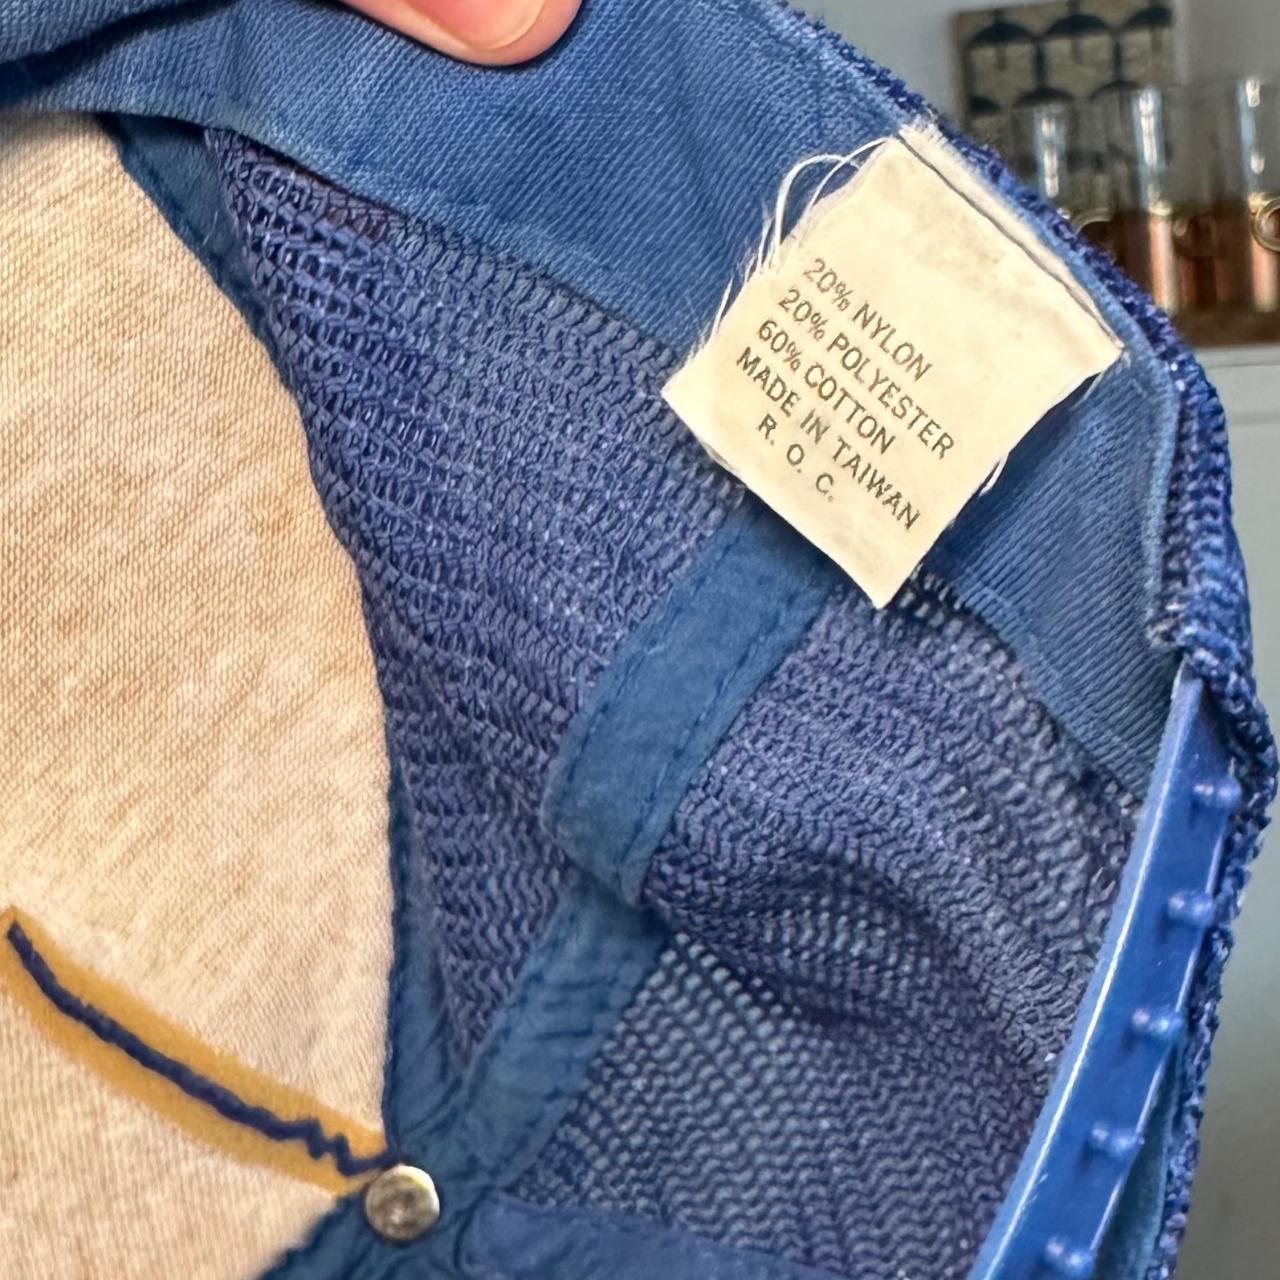 20% NYLON
20% POLYESTER
60% COTTON
MADE IN TAIWAN
R. O. C.